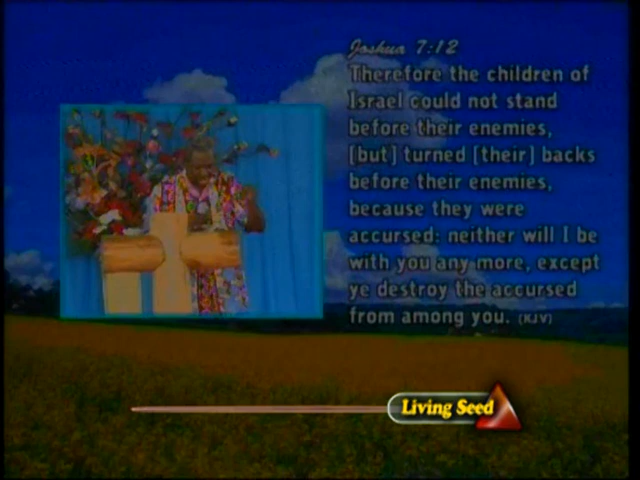 Joshua 7:12
Therefore the children of
Israel could not stand
before their enemies,
[but] turned [their] backs
before their enemies,
because they were
accursed: neither will I be
with you any more, except
ye destroy the accursed
from among you. (KJV)
Living Seed